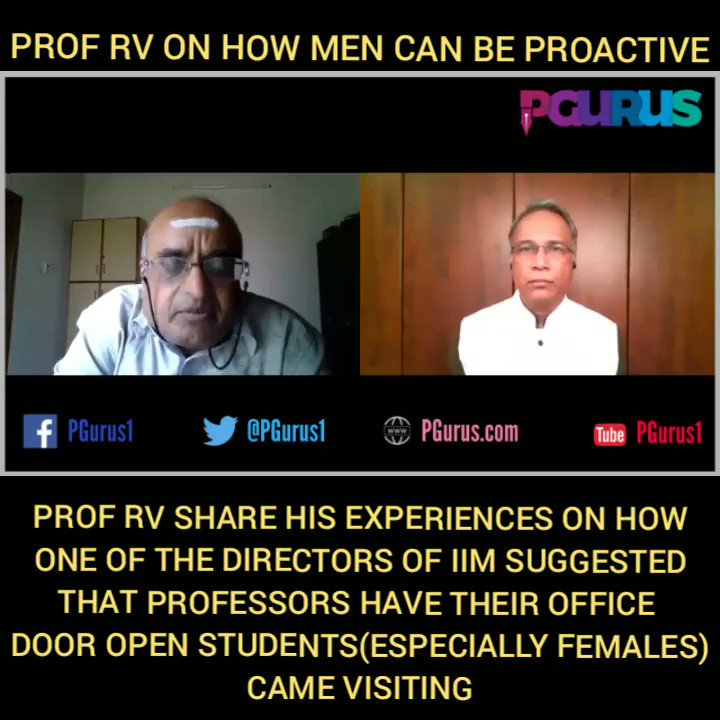 PROF RV ON HOW MEN CAN BE PROACTIVE
PGURUS
PGurus1 @PGurus1 www PGurus.com Tube PGurus1
PROF RV SHARE HIS EXPERIENCES ON HOW
ONE OF THE DIRECTORS OF IIM SUGGESTED
THAT PROFESSORS HAVE THEIR OFFICE
DOOR OPEN STUDENTS(ESPECIALLY FEMALES)
CAME VISITING